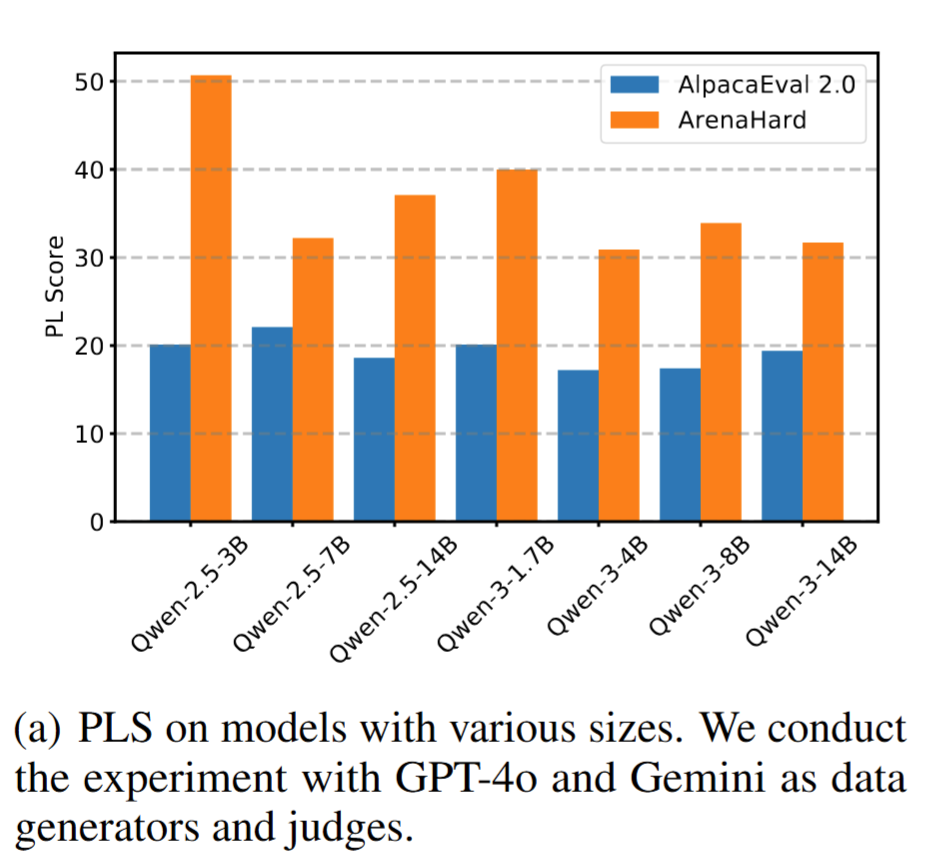 50
40
30
20
10
0
PL Score
AlpacaEval 2.0
ArenaHard
Qwen-2.5-3B
Qwen-2.5-7B
Qwen-2.5-14B
Qwen-3-1.7B
Qwen-3-4B
Qwen-3-8B
Qwen-3-14B
(a) PLS on models with various sizes. We conduct
the experiment with GPT-4o and Gemini as data
generators and judges.